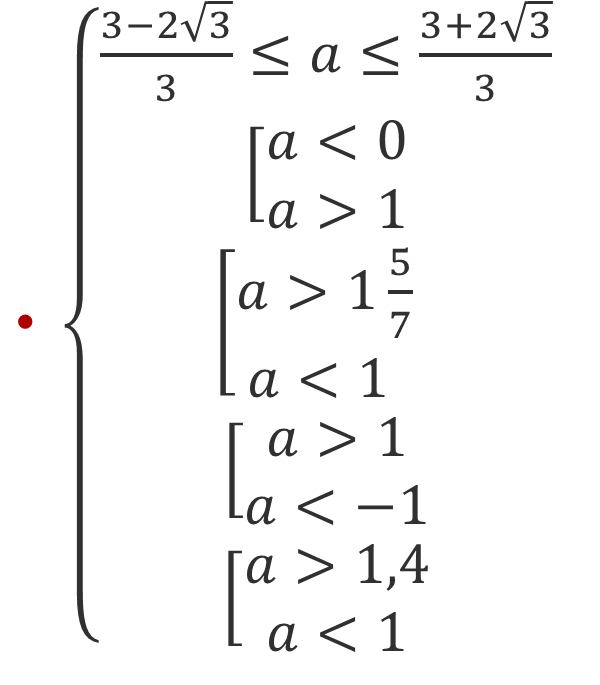 (3−2√3)/3 ≤ a ≤ (3+2√3)/3
a < 0
a > 1
a > 1 5/7
a < 1
a > 1
a < −1
a > 1,4
a < 1